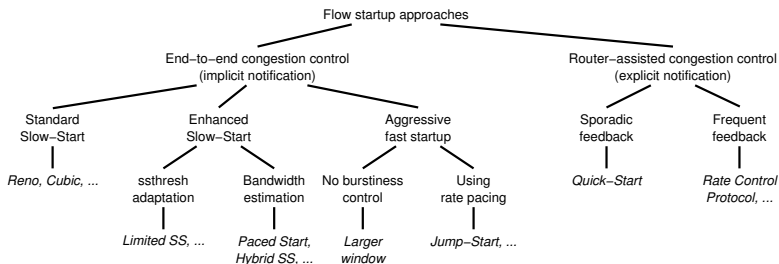 Flow startup approaches
End−to−end congestion control
(implicit notification)
Router−assisted congestion control
(explicit notification)
Standard
Slow−Start
Enhanced
Slow−Start
Aggressive
fast startup
Sporadic
feedback
Frequent
feedback
Reno, Cubic, ...
ssthresh
adaptation
Bandwidth
estimation
No burstiness
control
Using
rate pacing
Quick−Start
Rate Control
Protocol, ...
Limited SS, ...
Paced Start,
Hybrid SS, ...
Larger
window
Jump−Start, ...